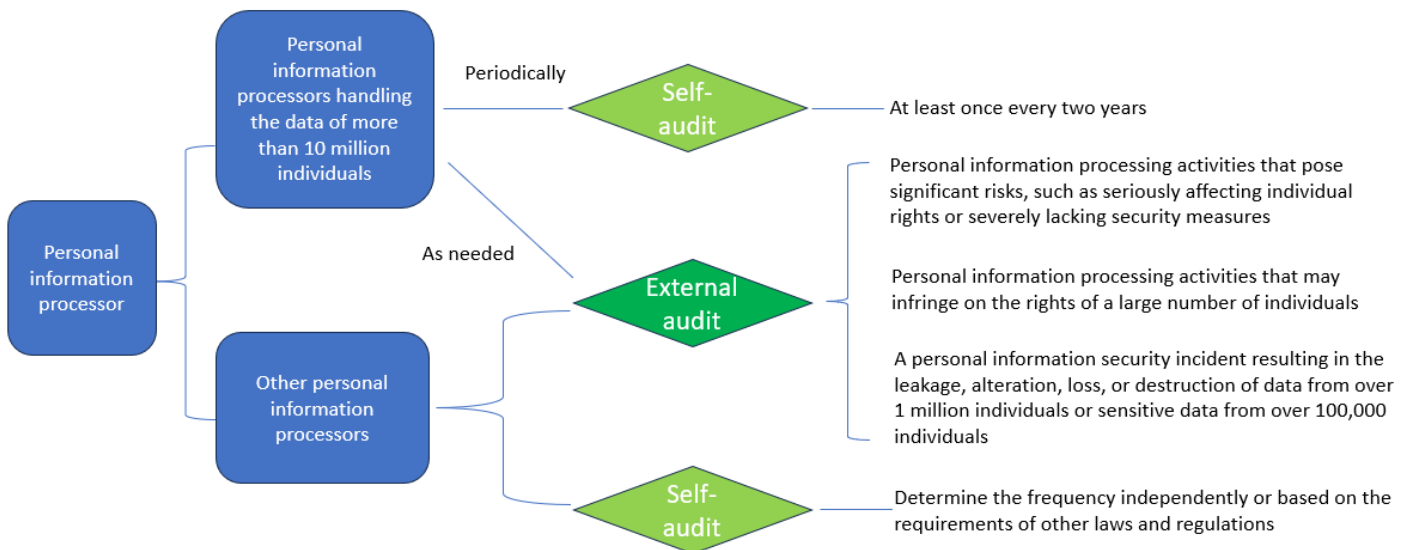 Personal
information
processor
Personal
information
processors handling
the data of more
than 10 million
individuals
Other personal
information
processors
Periodically
As needed
Self-
audit
External
audit
Self-
audit
At least once every two years
Personal information processing activities that pose
significant risks, such as seriously affecting individual
rights or severely lacking security measures
Personal information processing activities that may
infringe on the rights of a large number of individuals
A personal information security incident resulting in the
leakage, alteration, loss, or destruction of data from over
1 million individuals or sensitive data from over 100,000
individuals
Determine the frequency independently or based on the
requirements of other laws and regulations